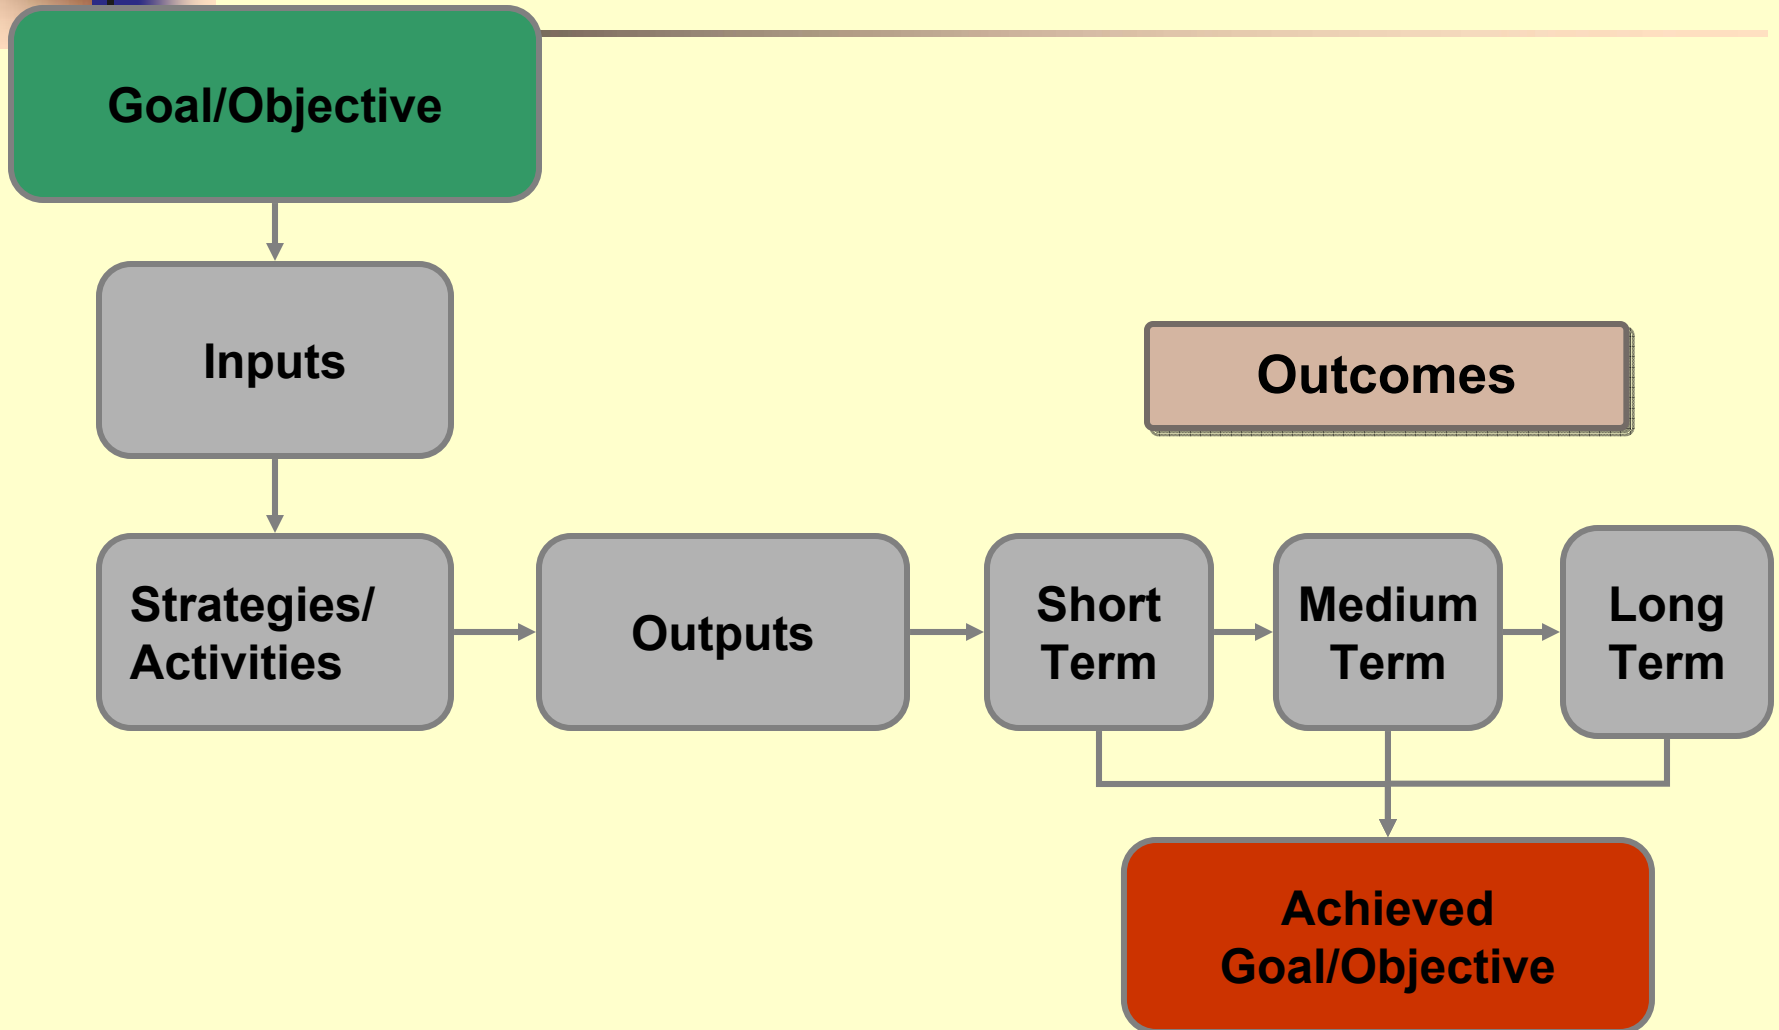 Goal/Objective
Inputs
Outcomes
Strategies/
Activities
Outputs
Short
Term
Medium
Term
Long
Term
Achieved
Goal/Objective